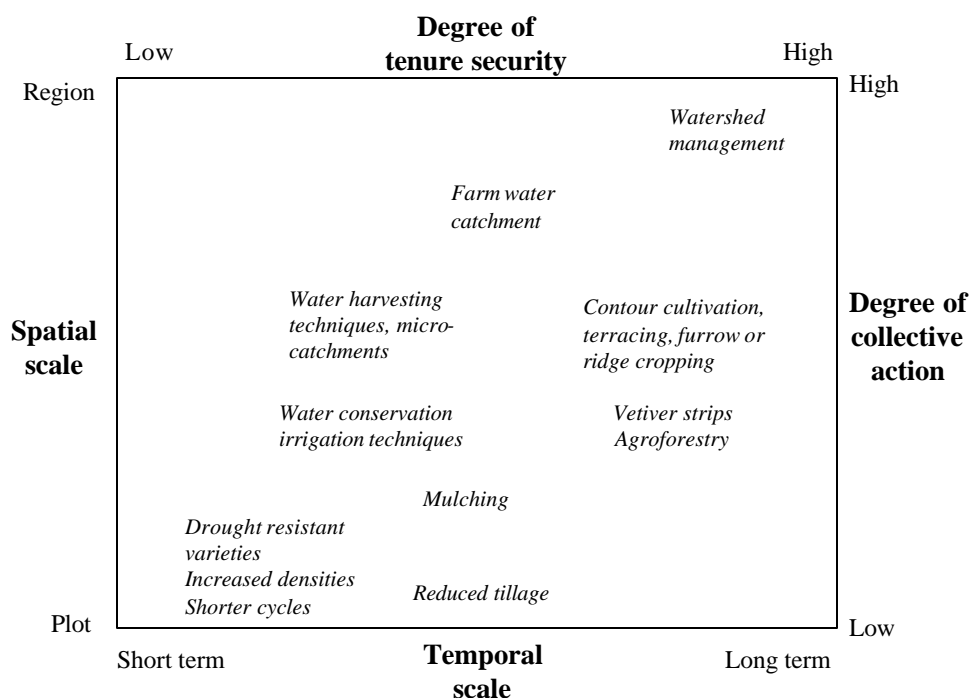 Degree of
tenure security
Low
High
Region
High
Watershed
management
Farm water
catchment
Water harvesting
techniques, micro-
catchments
Contour cultivation,
terracing, furrow or
ridge cropping
Spatial
scale
Degree of
collective
action
Water conservation
irrigation techniques
Vetiver strips
Agroforestry
Mulching
Drought resistant
varieties
Increased densities
Shorter cycles
Reduced tillage
Plot
Low
Short term
Temporal
scale
Long term